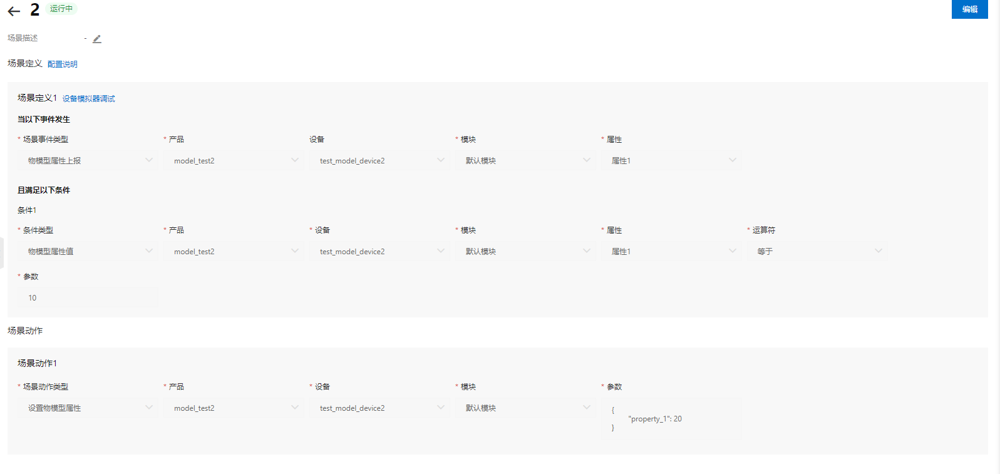 2 运行中
编辑
场景描述 -
场景定义 配置说明
场景定义1 设备模拟器调试
当以下事件发生
* 场景事件类型 * 产品 设备 * 模块 * 属性
物模型属性上报 model_test2 test_model_device2 默认模块 属性1
且满足以下条件
条件1
* 条件类型 * 产品 * 设备 * 模块 * 属性 * 运算符
物模型属性值 model_test2 test_model_device2 默认模块 属性1 等于
* 参数
10
场景动作
场景动作1
* 场景动作类型 * 产品 * 设备 * 模块 * 参数
设置物模型属性 model_test2 test_model_device2 默认模块
{
"property_1": 20
}